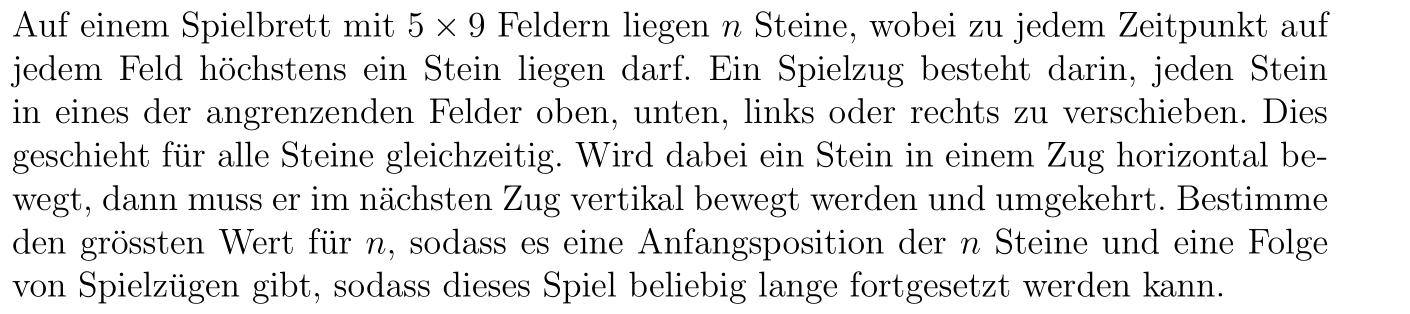 Auf einem Spielbrett mit 5 × 9 Feldern liegen n Steine, wobei zu jedem Zeitpunkt auf
jedem Feld höchstens ein Stein liegen darf. Ein Spielzug besteht darin, jeden Stein
in eines der angrenzenden Felder oben, unten, links oder rechts zu verschieben. Dies
geschieht für alle Steine gleichzeitig. Wird dabei ein Stein in einem Zug horizontal be-
wegt, dann muss er im nächsten Zug vertikal bewegt werden und umgekehrt. Bestimme
den grössten Wert für n, sodass es eine Anfangsposition der n Steine und eine Folge
von Spielzügen gibt, sodass dieses Spiel beliebig lange fortgesetzt werden kann.